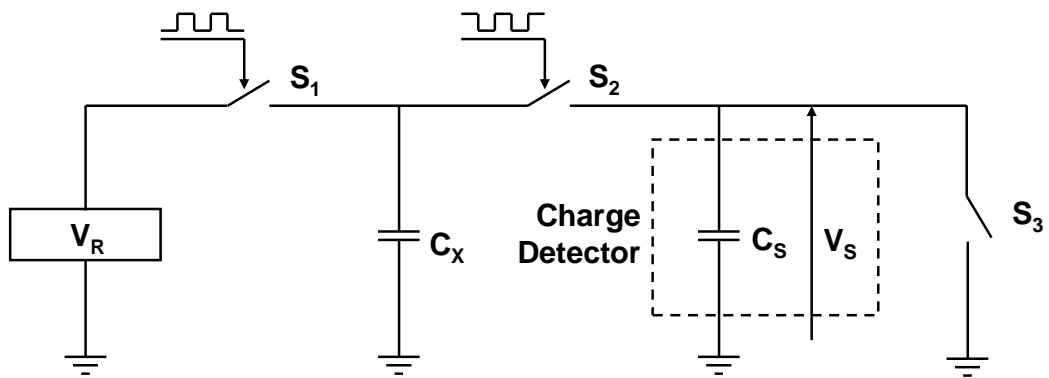 S1
S2
VR
Charge
Detector
CX
CS
VS
S3